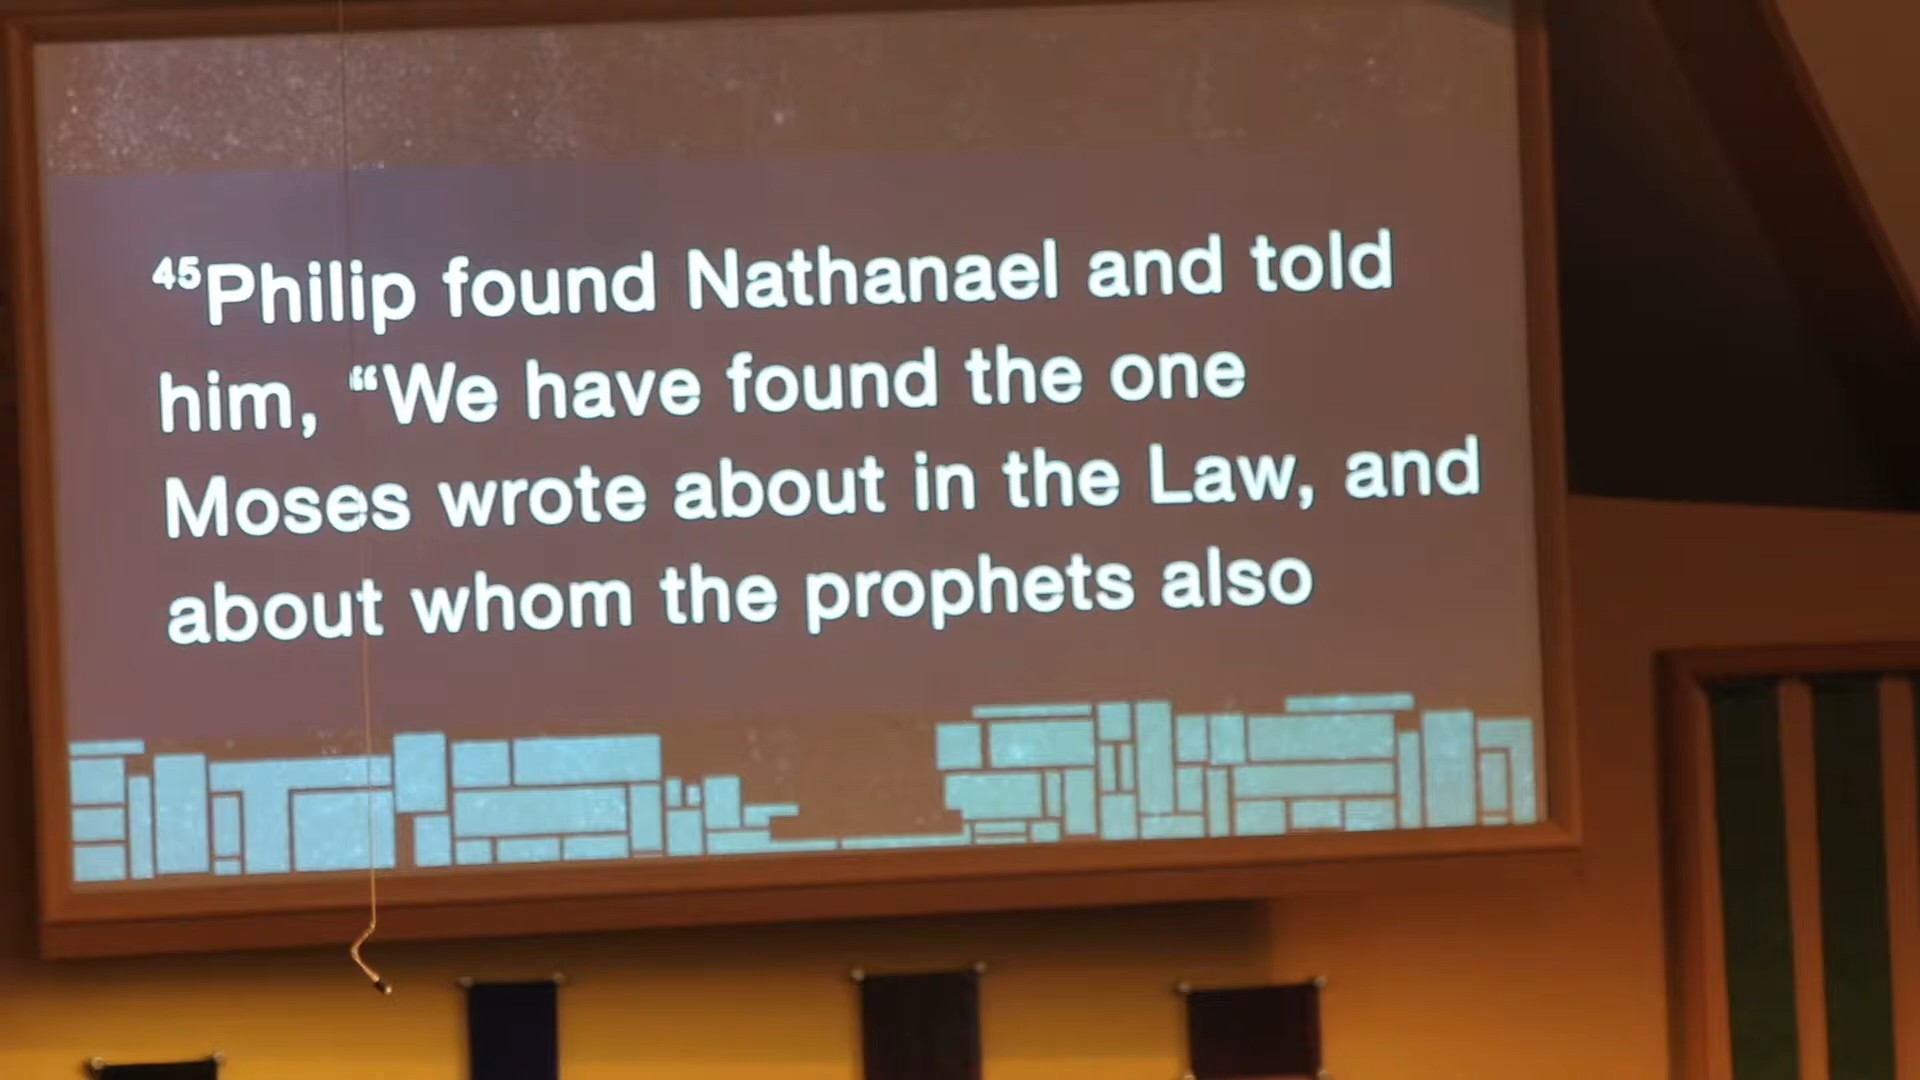 ⁴⁵Philip found Nathanael and told
him, “We have found the one
Moses wrote about in the Law, and
about whom the prophets also